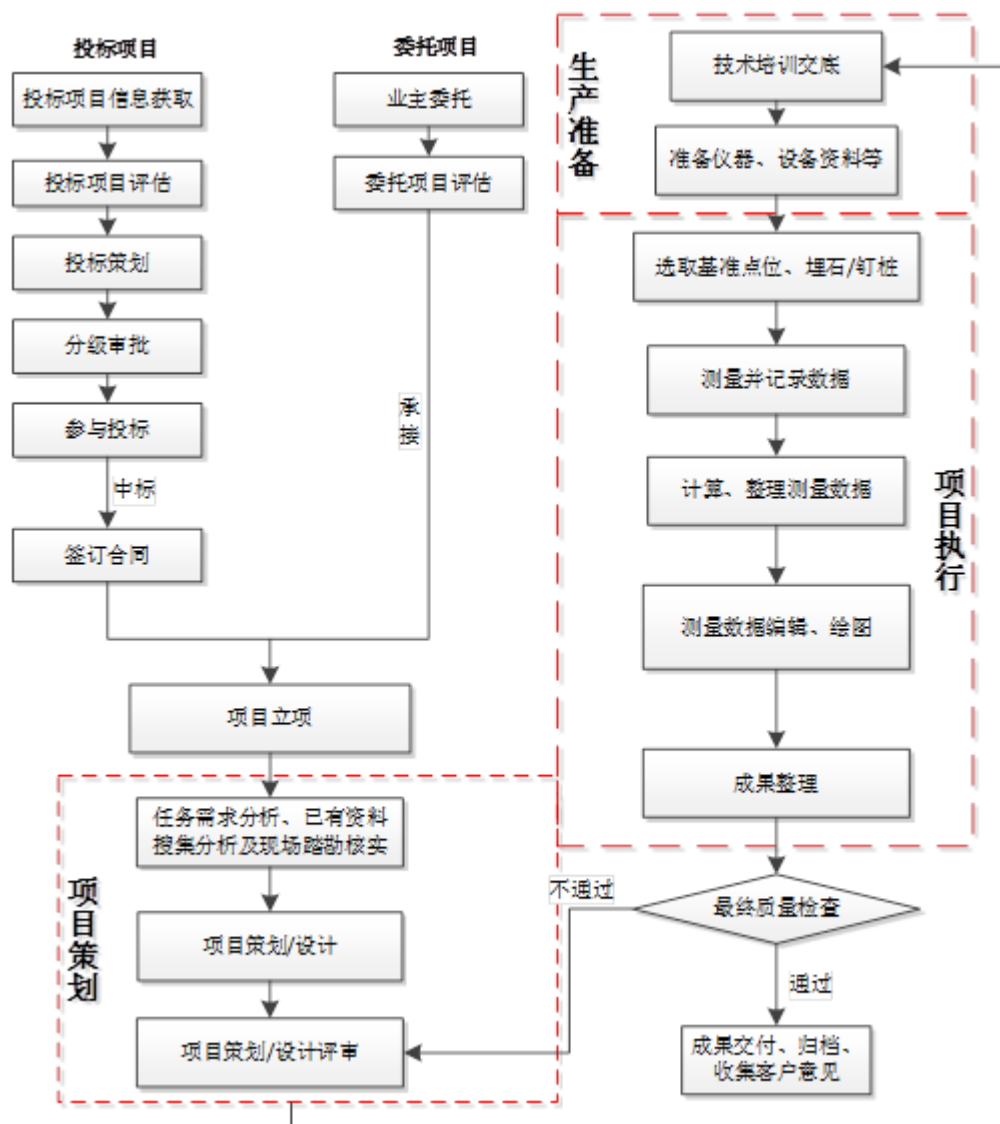 投标项目
投标项目信息获取
投标项目评估
投标策划
分级审批
参与投标
中标
签订合同
委托项目
业主委托
委托项目评估
承
接
项目立项
项目策划
任务需求分析、已有资料
搜集分析及现场踏勘核实
项目策划/设计
项目策划/设计评审
生产准备
技术培训交底
准备仪器、设备资料等
项目执行
选取基准点位、埋石/钉桩
测量并记录数据
计算、整理测量数据
测量数据编辑、绘图
成果整理
最终质量检查
不通过
通过
成果交付、归档、
收集客户意见